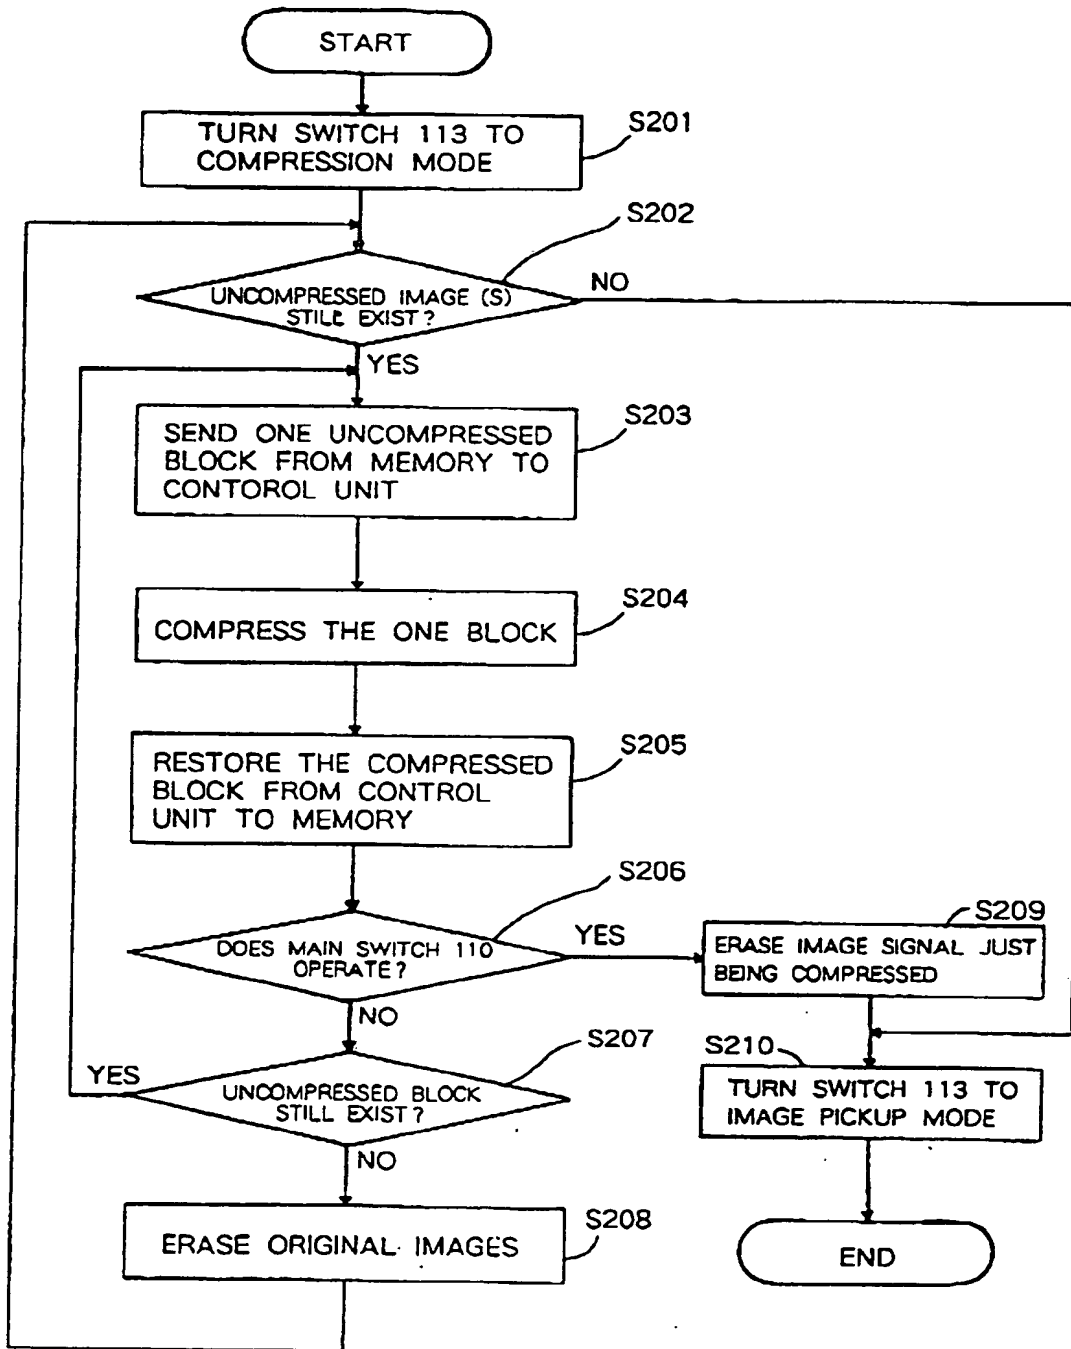 START
TURN SWITCH 113 TO
COMPRESSION MODE
S201
S202
UNCOMPRESSED IMAGE (S)
STILL EXIST?
NO
YES
S203
SEND ONE UNCOMPRESSED
BLOCK FROM MEMORY TO
CONTOROL UNIT
S204
COMPRESS THE ONE BLOCK
S205
RESTORE THE COMPRESSED
BLOCK FROM CONTROL
UNIT TO MEMORY
S206
DOES MAIN SWITCH 110
OPERATE?
YES
NO
S209
ERASE IMAGE SIGNAL JUST
BEING COMPRESSED
S207
UNCOMPRESSED BLOCK
STILL EXIST?
YES
NO
S210
TURN SWITCH 113 TO
IMAGE PICKUP MODE
S208
ERASE ORIGINAL IMAGES
END